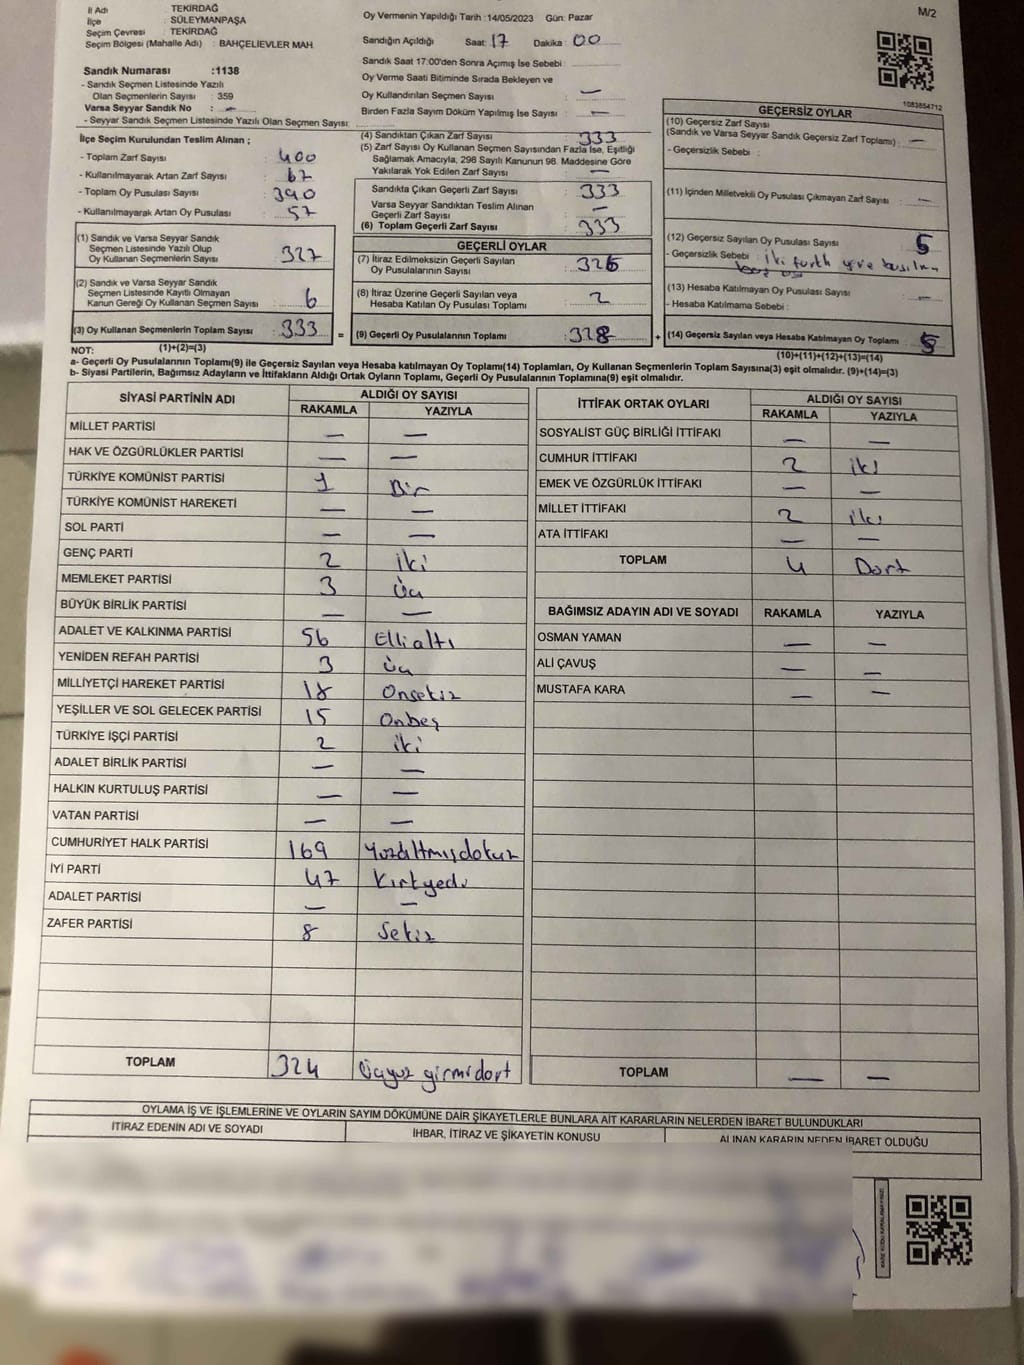 M/2
İl Adı TEKİRDAĞ
İlçe : SÜLEYMANPAŞA
Seçim Çevresi : TEKİRDAĞ
Seçim Bölgesi (Mahalle Adı) : BAHÇELİEVLER MAH.
Sandık Numarası :1138
- Sandık Seçmen Listesinde Yazılı
Olan Seçmenlerin Sayısı : 359
Varsa Seyyar Sandık No : —
- Seyyar Sandık Seçmen Listesinde Yazılı Olan Seçmen Sayısı:
Oy Vermenin Yapıldığı Tarih :14/05/2023 Gün: Pazar
Sandığın Açıldığı Saat: 17 Dakika : 00
Sandık Saat 17:00'den Sonra Açımış İse Sebebi :
Oy Verme Saati Bitiminde Sırada Bekleyen ve
Oy Kullandırılan Seçmen Sayısı : —
Birden Fazla Sayım Döküm Yapılmış İse Sayısı : —
1083854712
İlçe Seçim Kurulundan Teslim Alınan ;
- Toplam Zarf Sayısı : 400
- Kullanılmayarak Artan Zarf Sayısı : 67
- Toplam Oy Pusulası Sayısı : 390
- Kullanılmayarak Artan Oy Pusulası : 57
(1) Sandık ve Varsa Seyyar Sandık
Seçmen Listesinde Yazılı Olup
Oy Kullanan Seçmenlerin Sayısı : 327
(2) Sandık ve Varsa Seyyar Sandık
Seçmen Listesinde Kayıtlı Olmayan
Kanun Gereği Oy Kullanan Seçmen Sayısı : 6
(3) Oy Kullanan Seçmenlerin Toplam Sayısı : 333 =
(4) Sandıktan Çıkan Zarf Sayısı : 333
(5) Zarf Sayısı Oy Kullanan Seçmen Sayısından Fazla İse, Eşitliği
Sağlamak Amacıyla, 298 Sayılı Kanunun 98. Maddesine Göre
Yakılarak Yok Edilen Zarf Sayısı : —
Sandıkta Çıkan Geçerli Zarf Sayısı : 333
Varsa Seyyar Sandıktan Teslim Alınan
Geçerli Zarf Sayısı : —
(6) Toplam Geçerli Zarf Sayısı : 333
GEÇERLİ OYLAR
(7) İtiraz Edilmeksizin Geçerli Sayılan
Oy Pusulalarının Sayısı : 326
(8) İtiraz Üzerine Geçerli Sayılan veya
Hesaba Katılan Oy Pusulası Toplamı : 2
(9) Geçerli Oy Pusulalarının Toplamı : 328 +
GEÇERSİZ OYLAR
(10) Geçersiz Zarf Sayısı
(Sandık ve Varsa Seyyar Sandık Geçersiz Zarf Toplamı) : —
- Geçersizlik Sebebi :
(11) İçinden Milletvekili Oy Pusulası Çıkmayan Zarf Sayısı : —
(12) Geçersiz Sayılan Oy Pusulası Sayısı : 5
- Geçersizlik Sebebi : İki farklı yere basılmış
boş oy
(13) Hesaba Katılmayan Oy Pusulası Sayısı : —
- Hesaba Katılmama Sebebi :
(14) Geçersiz Sayılan veya Hesaba Katılmayan Oy Toplamı : 5
NOT: (1)+(2)=(3)
(10)+(11)+(12)+(13)=(14)
a- Geçerli Oy Pusulalarının Toplamı(9) ile Geçersiz Sayılan veya Hesaba katılmayan Oy Toplamı(14) Toplamları, Oy Kullanan Seçmenlerin Toplam Sayısına(3) eşit olmalıdır. (9)+(14)=(3)
b- Siyasi Partilerin, Bağımsız Adayların ve İttifakların Aldığı Ortak Oyların Toplamı, Geçerli Oy Pusulalarının Toplamına(9) eşit olmalıdır.
SİYASİ PARTİNİN ADI ALDIĞI OY SAYISI
RAKAMLA YAZIYLA
MİLLET PARTİSİ — —
HAK VE ÖZGÜRLÜKLER PARTİSİ — —
TÜRKİYE KOMÜNİST PARTİSİ 1 Bir
TÜRKİYE KOMÜNİST HAREKETİ — —
SOL PARTİ — —
GENÇ PARTİ 2 iki
MEMLEKET PARTİSİ 3 Üç
BÜYÜK BİRLİK PARTİSİ — —
ADALET VE KALKINMA PARTİSİ 56 Ellialtı
YENİDEN REFAH PARTİSİ 3 Üç
MİLLİYETÇİ HAREKET PARTİSİ 18 Onsekiz
YEŞİLLER VE SOL GELECEK PARTİSİ 15 Onbeş
TÜRKİYE İŞÇİ PARTİSİ 2 iki
ADALET BİRLİK PARTİSİ — —
HALKIN KURTULUŞ PARTİSİ — —
VATAN PARTİSİ — —
CUMHURİYET HALK PARTİSİ 169 Yüzaltmışdokuz
İYİ PARTİ 47 Kırkyedi
ADALET PARTİSİ — —
ZAFER PARTİSİ 8 Sekiz
TOPLAM 324 Üçyüz yirmidört
İTTİFAK ORTAK OYLARI ALDIĞI OY SAYISI
RAKAMLA YAZIYLA
SOSYALİST GÜÇ BİRLİĞİ İTTİFAKI — —
CUMHUR İTTİFAKI 2 iki
EMEK VE ÖZGÜRLÜK İTTİFAKI — —
MİLLET İTTİFAKI 2 iki
ATA İTTİFAKI — —
TOPLAM 4 Dört
BAĞIMSIZ ADAYIN ADI VE SOYADI RAKAMLA YAZIYLA
OSMAN YAMAN — —
ALİ ÇAVUŞ — —
MUSTAFA KARA — —
TOPLAM — —
OYLAMA İŞ VE İŞLEMLERİNE VE OYLARIN SAYIM DÖKÜMÜNE DAİR ŞİKAYETLERLE BUNLARA AİT KARARLARIN NELERDEN İBARET BULUNDUKLARI
İTİRAZ EDENİN ADI VE SOYADI İHBAR, İTİRAZ VE ŞİKAYETİN KONUSU ALINAN KARARIN NEDEN İBARET OLDUĞU